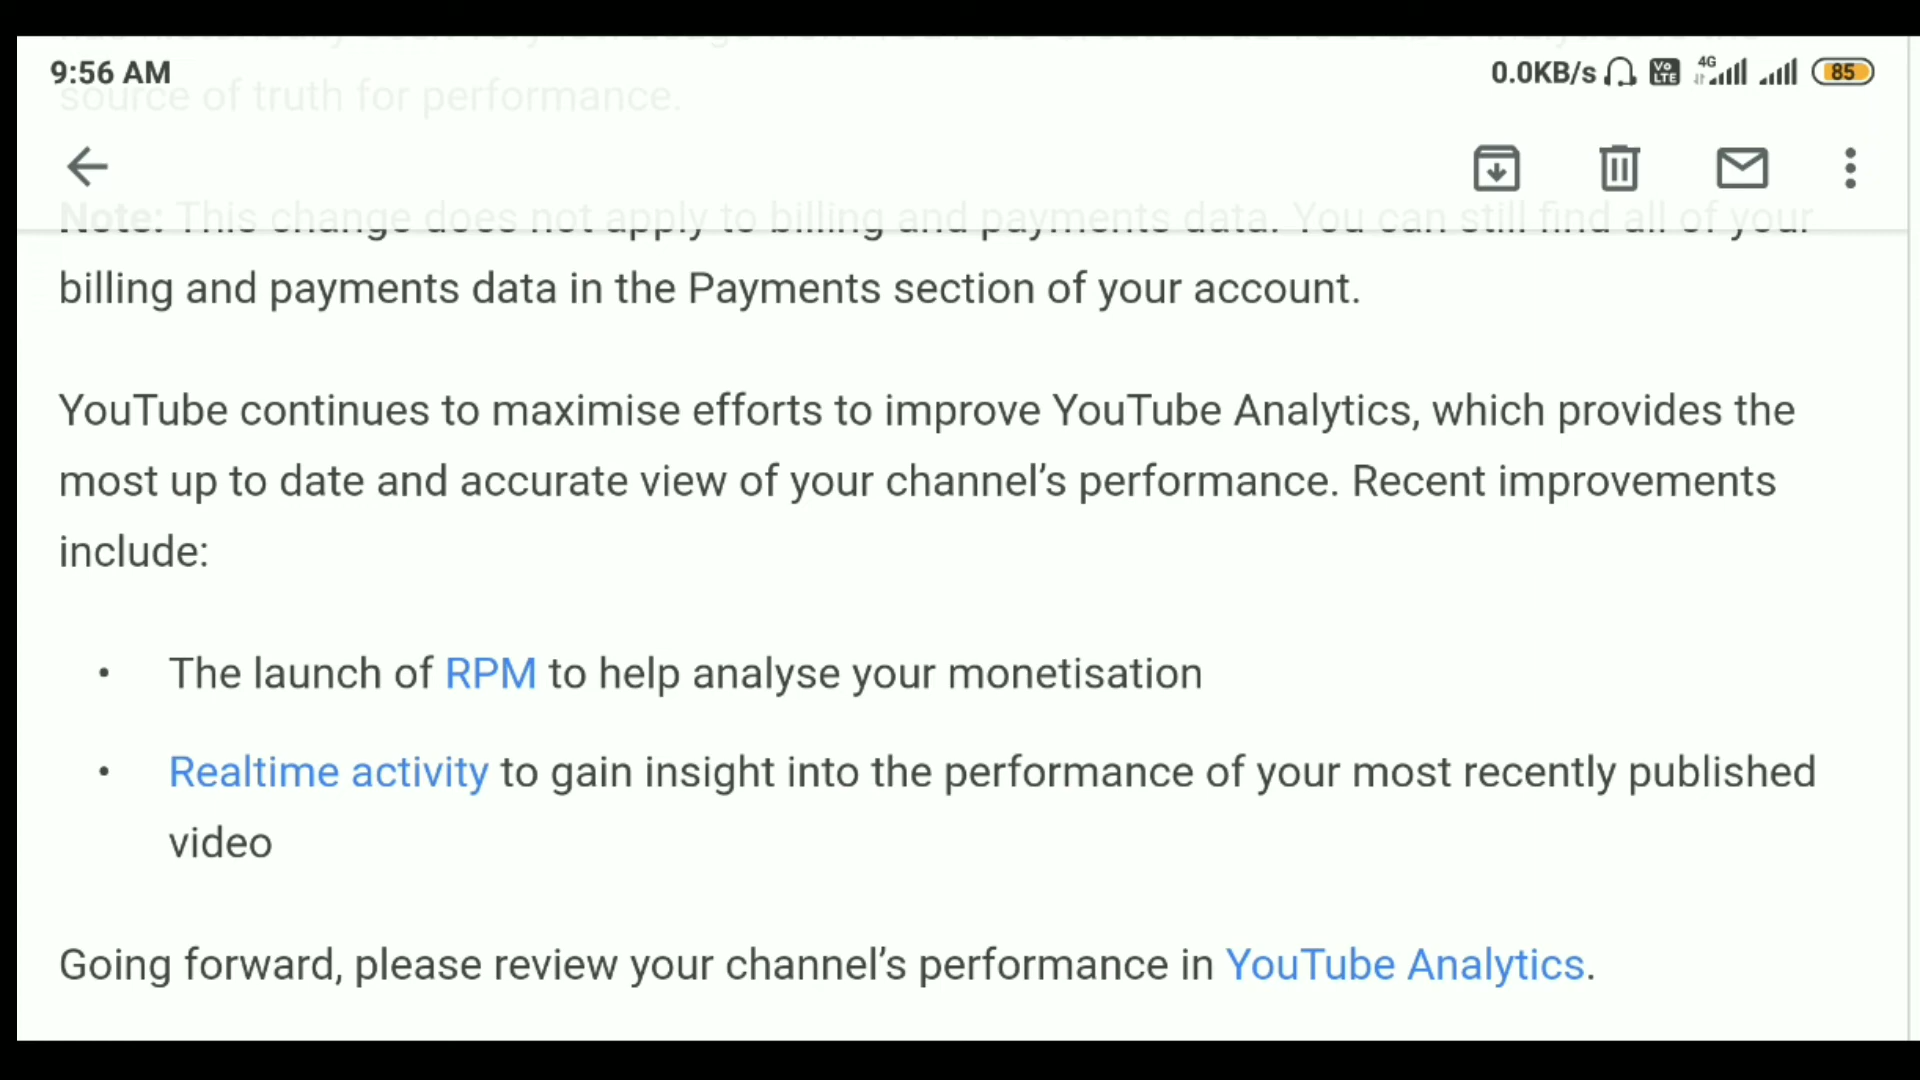 9:56 AM
0.0KB/s
Vo LTE
4G
85
source of truth for performance.
Note: This change does not apply to billing and payments data. You can still find all of your
billing and payments data in the Payments section of your account.
YouTube continues to maximise efforts to improve YouTube Analytics, which provides the
most up to date and accurate view of your channel’s performance. Recent improvements
include:
• The launch of RPM to help analyse your monetisation
• Realtime activity to gain insight into the performance of your most recently published
video
Going forward, please review your channel’s performance in YouTube Analytics.